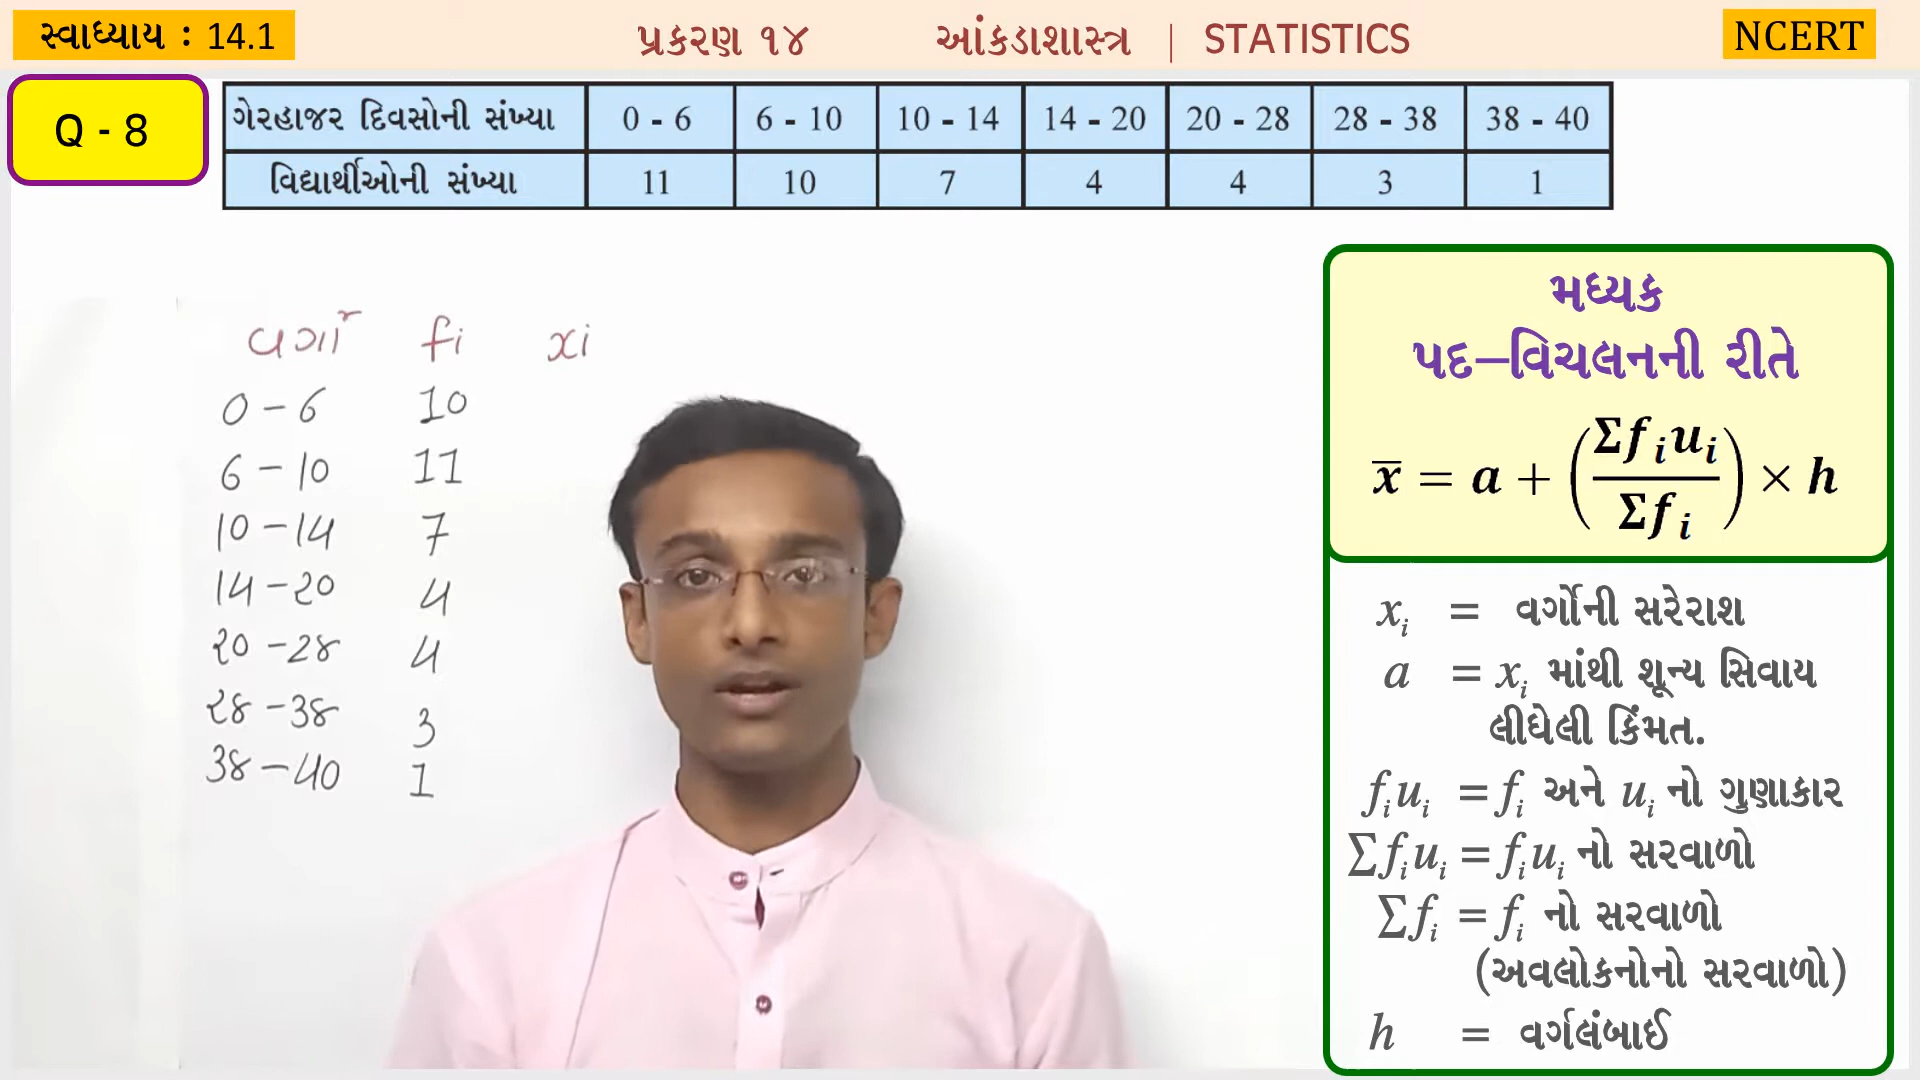 સ્વાધ્યાય : 14.1
પ્રકરણ ૧૪ આંકડાશાસ્ત્ર | STATISTICS
NCERT
Q - 8
ગેરહાજર દિવસોની સંખ્યા 0 - 6 6 - 10 10 - 14 14 - 20 20 - 28 28 - 38 38 - 40
વિદ્યાર્થીઓની સંખ્યા 11 10 7 4 4 3 1
વર્ગો fi xi
0 - 6 10
6 - 10 11
10 - 14 7
14 - 20 4
20 - 28 4
28 - 38 3
38 - 40 1
મધ્યક
પદ–વિચલનની રીતે
x̅ = a + (Σfᵢuᵢ / Σfᵢ) × h
xᵢ = વર્ગોની સરેરાશ
a = xᵢ માંથી શૂન્ય સિવાય
લીધેલી કિંમત.
fᵢuᵢ = fᵢ અને uᵢ નો ગુણાકાર
Σfᵢuᵢ = fᵢuᵢ નો સરવાળો
Σfᵢ = fᵢ નો સરવાળો
(અવલોકનોનો સરવાળો)
h = વર્ગલંબાઈ